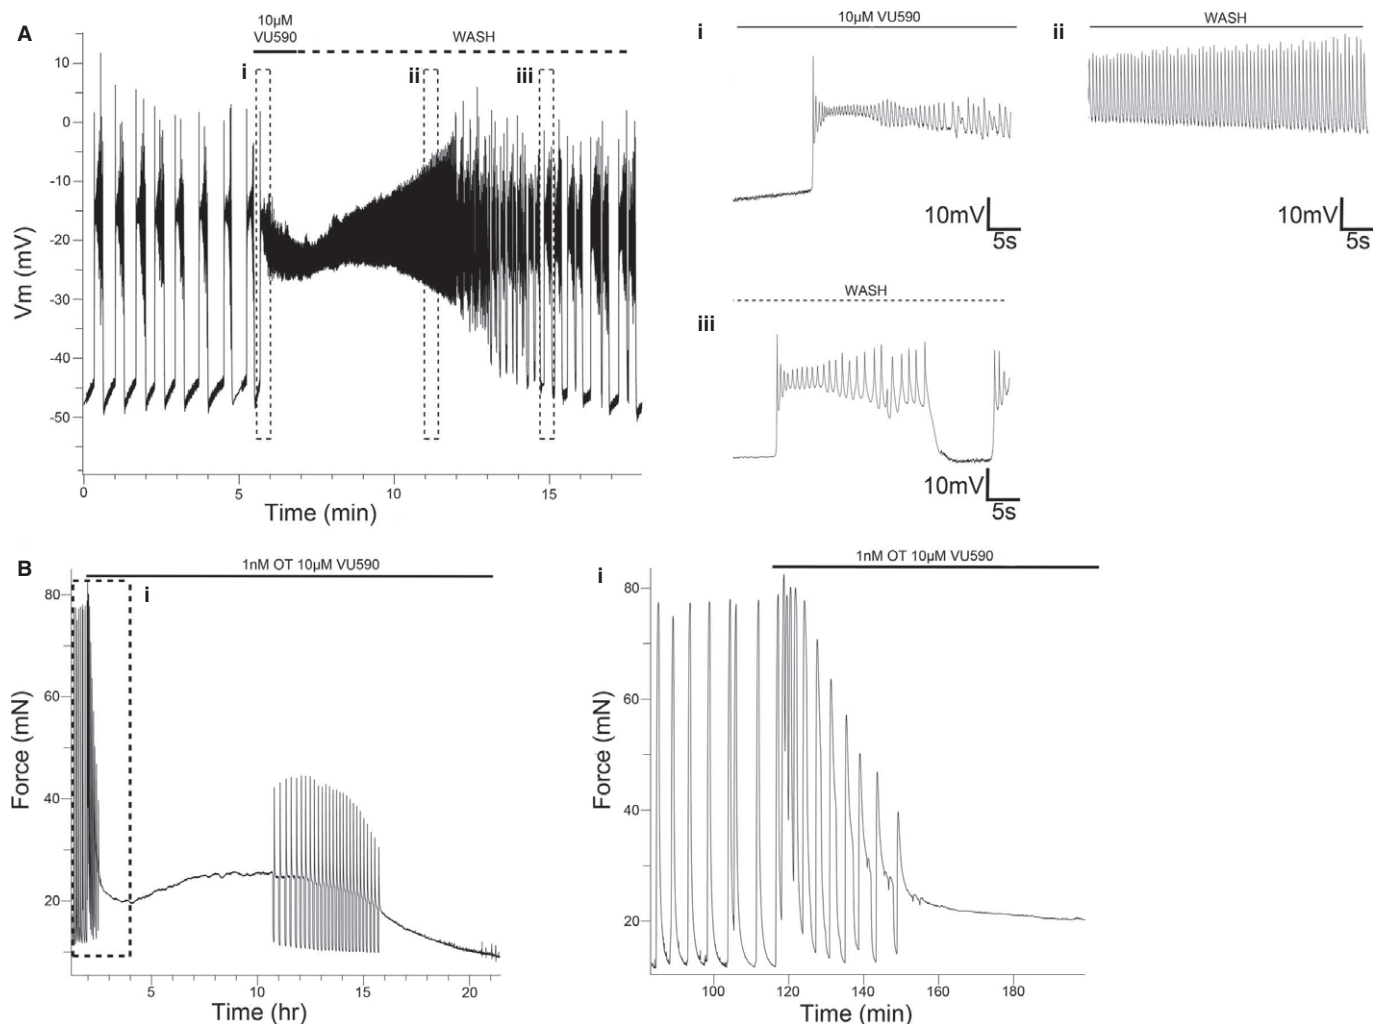 A
10µM
VU590
WASH
i
ii
iii
10
0
-10
-20
-30
-40
-50
Vm (mV)
0
5
10
15
Time (min)
i
10µM VU590
10mV
5s
ii
WASH
10mV
5s
iii
WASH
10mV
5s
B
1nM OT 10µM VU590
i
80
60
40
20
Force (mN)
5
10
15
20
Time (hr)
i
1nM OT 10µM VU590
80
60
40
20
Force (mN)
100
120
140
160
180
Time (min)